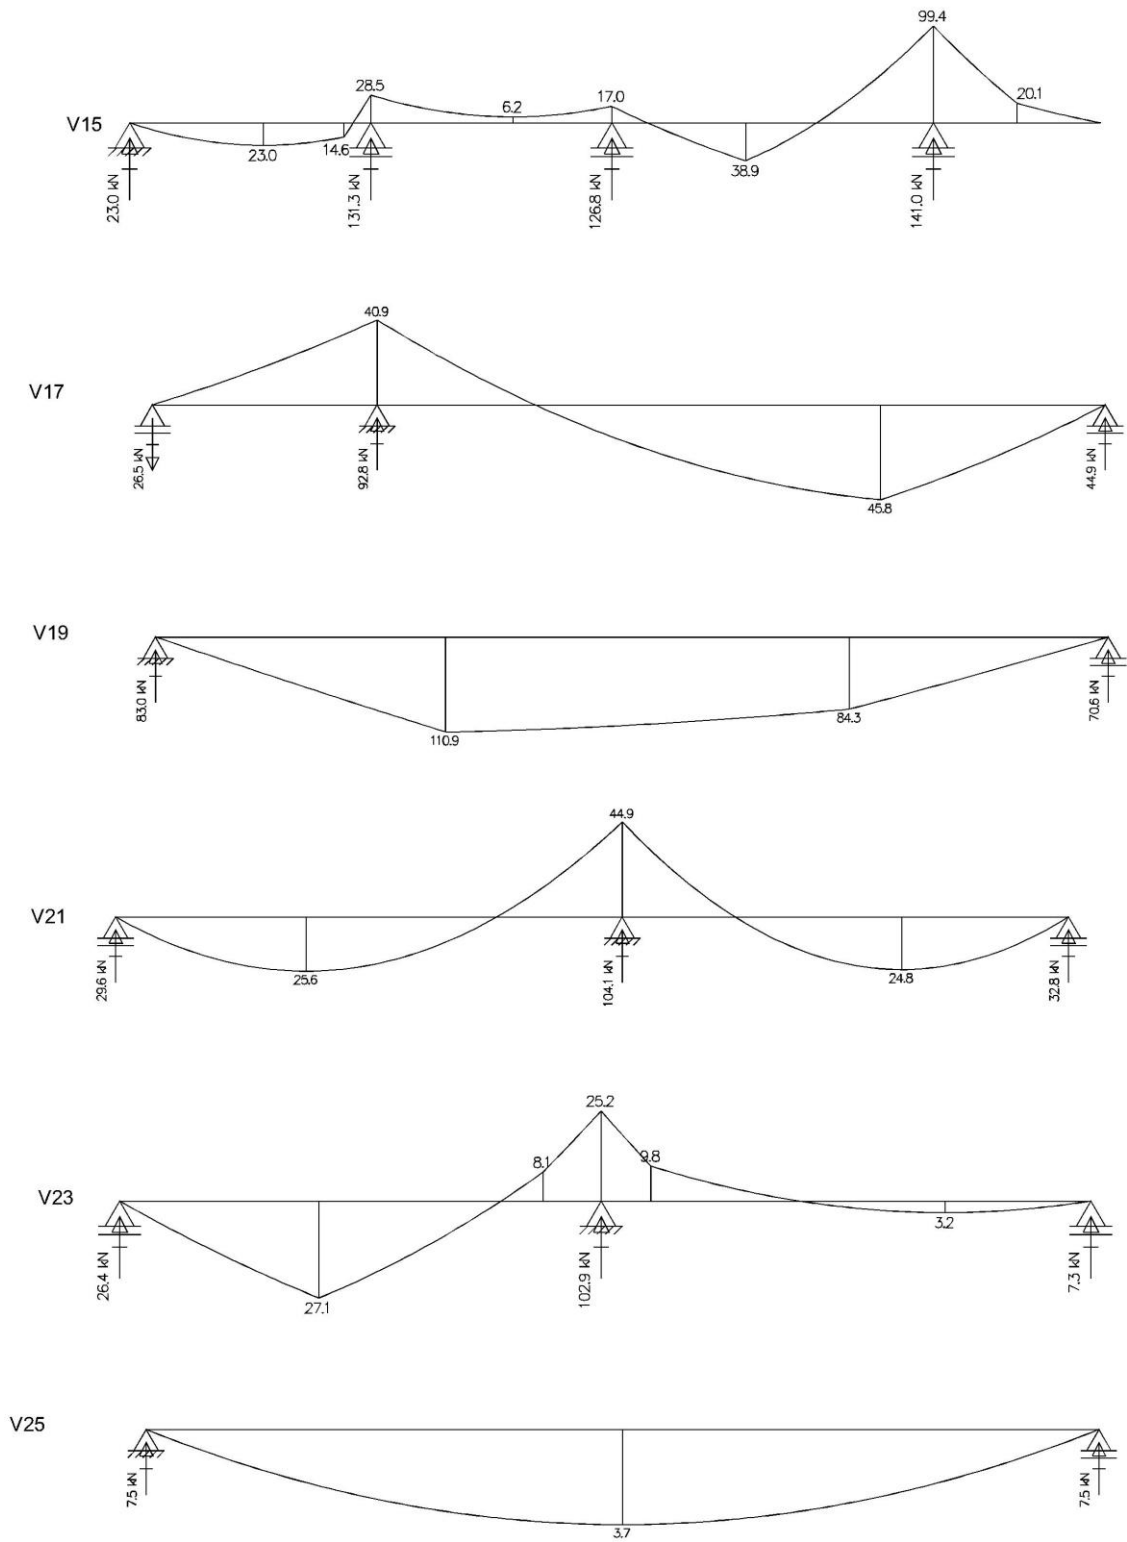 99.4
28.5
6.2
17.0
20.1
V15
23.0
14.6
38.9
23.0 kN
131.3 kN
126.8 kN
141.0 kN
40.9
V17
26.5 kN
92.8 kN
44.9 kN
45.8
V19
83.0 kN
70.6 kN
110.9
84.3
44.9
V21
29.6 kN
25.6
104.1 kN
24.8
32.8 kN
25.2
8.1
9.8
V23
3.2
26.4 kN
102.9 kN
7.3 kN
27.1
V25
7.5 kN
7.5 kN
3.7